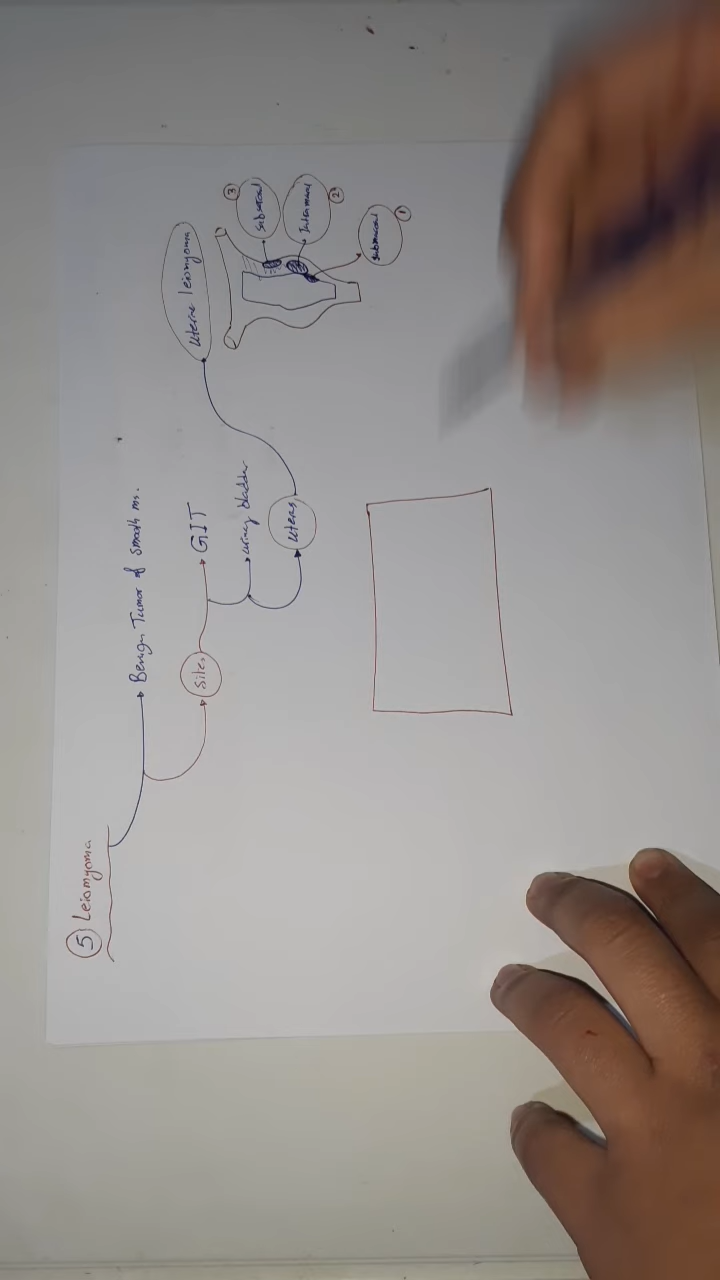 ⑤ Leiomyoma
Benign Tumor of Smooth ms.
Sites
GIT
urinary bladder
uterus
Uterine leiomyoma
③ Subserosal
② Intramural
① Submucosal